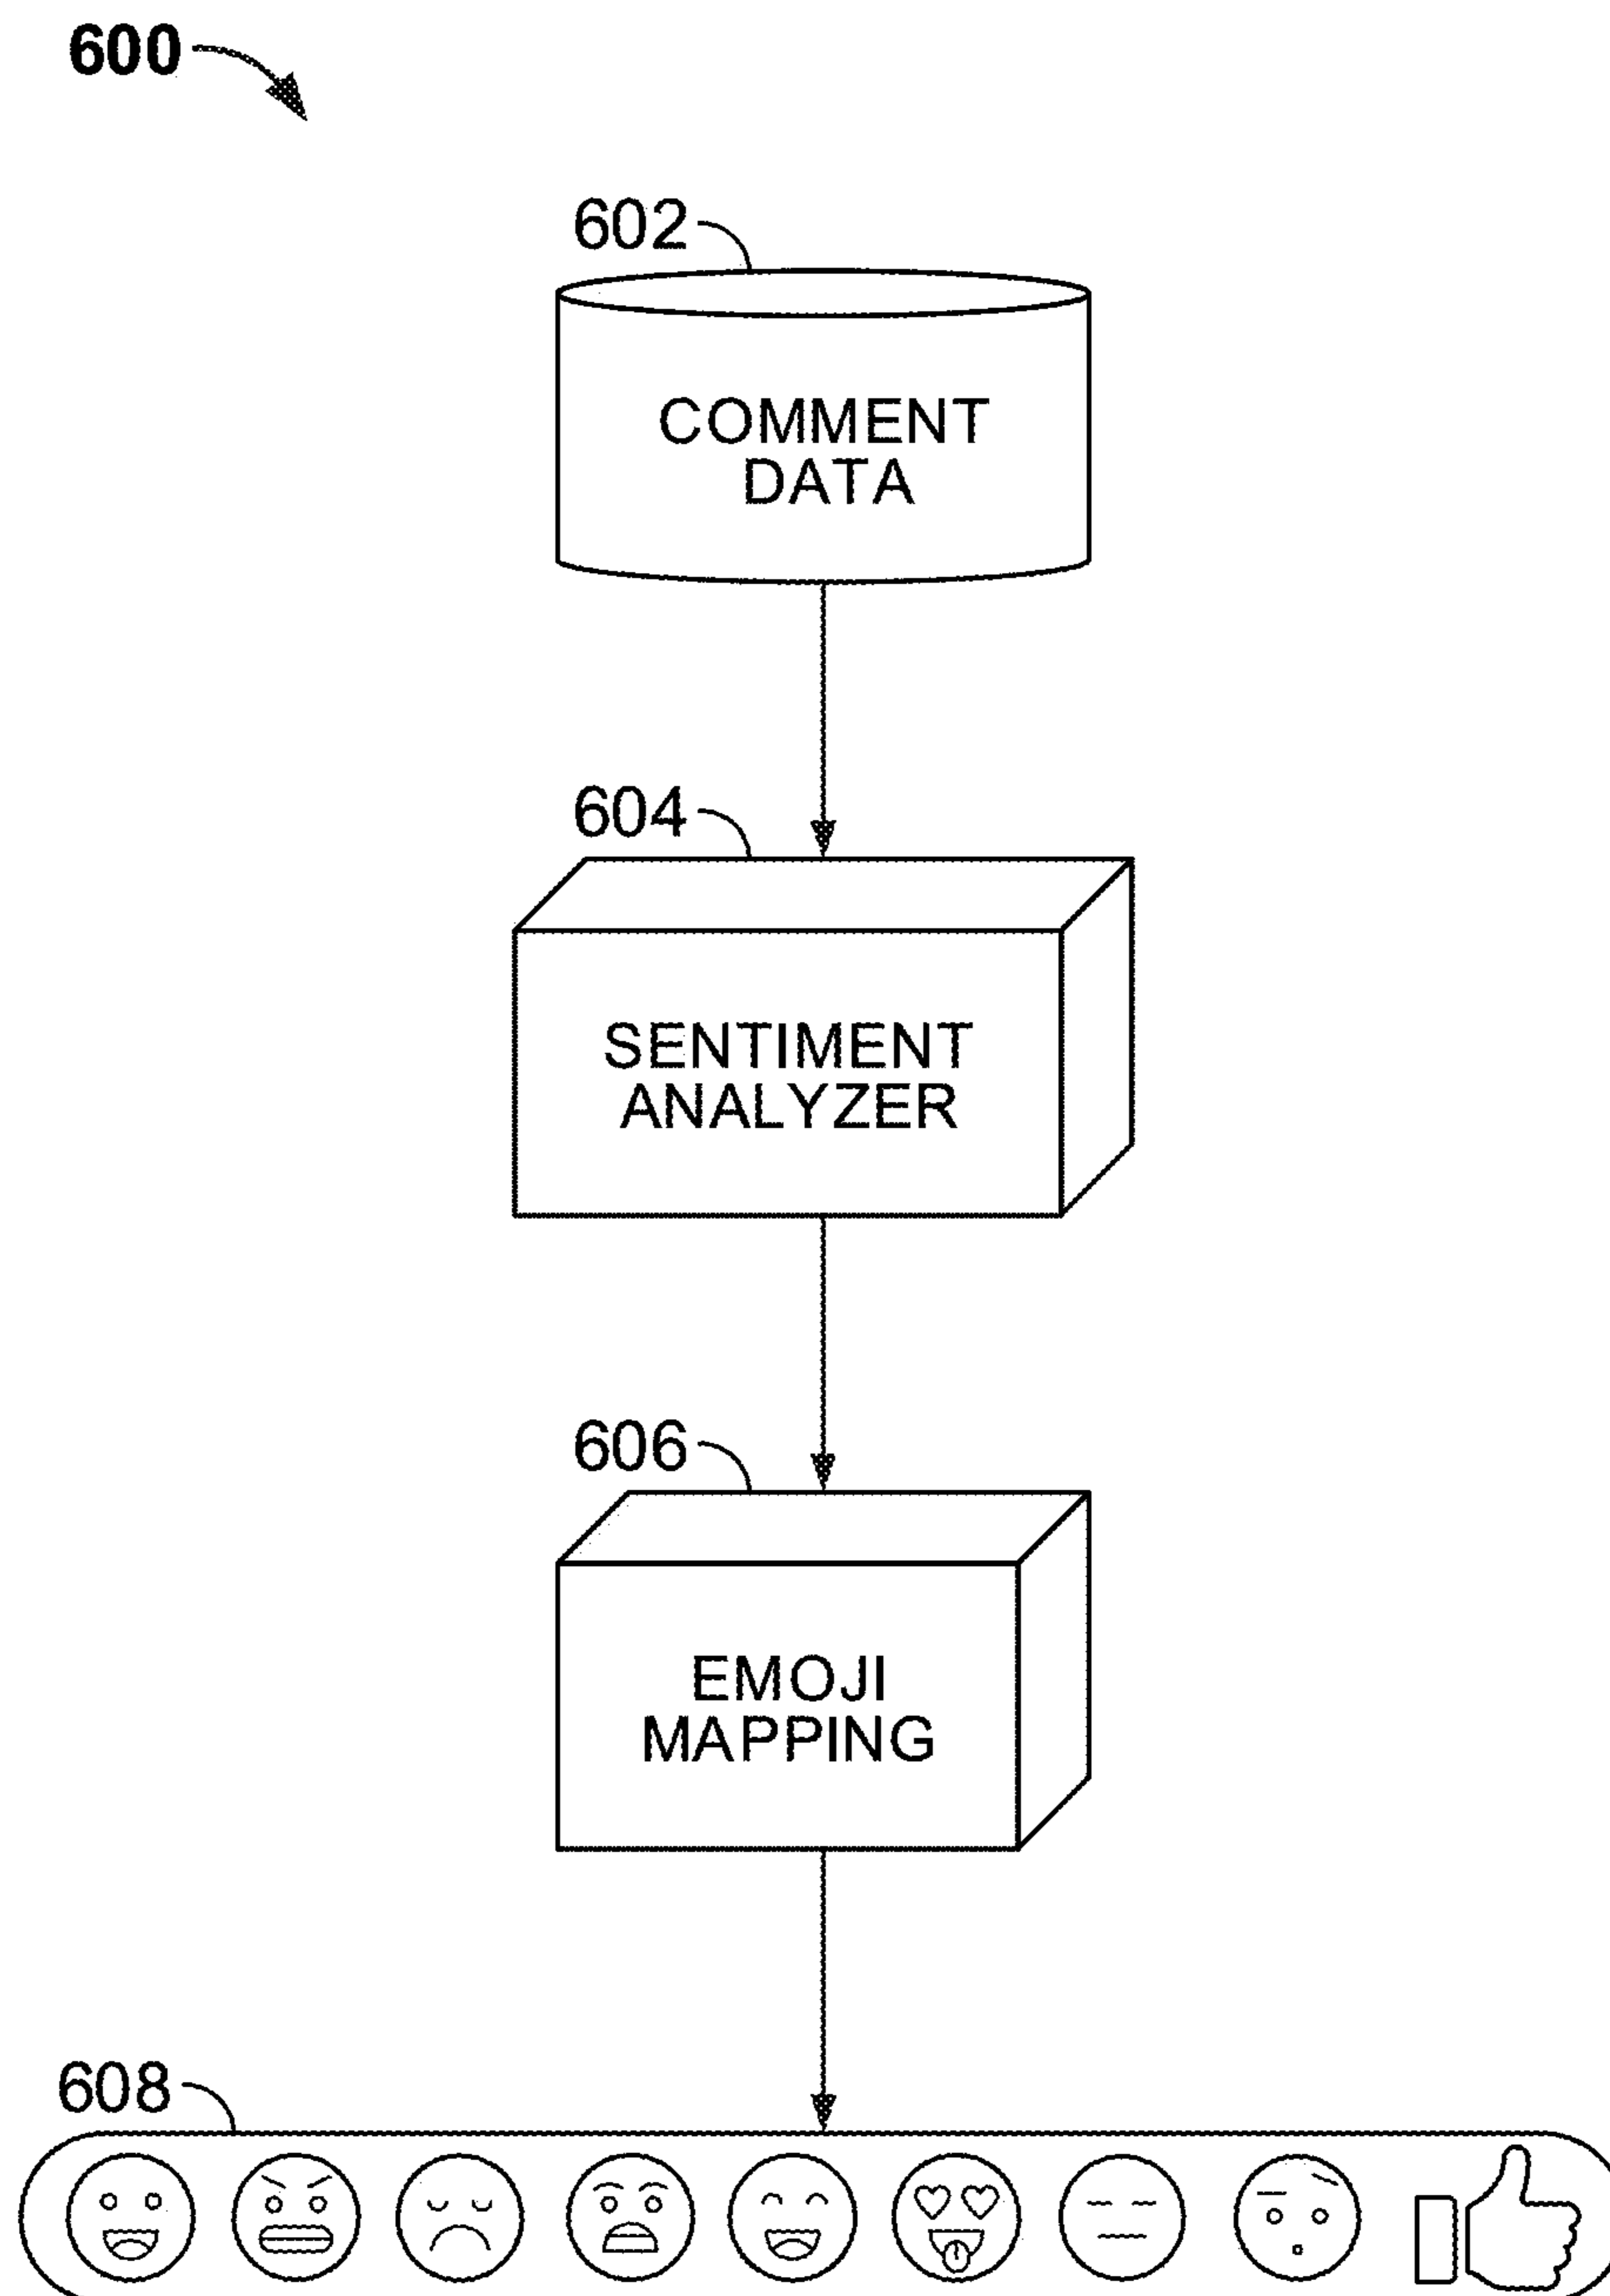 600
602
COMMENT
DATA
604
SENTIMENT
ANALYZER
606
EMOJI
MAPPING
608